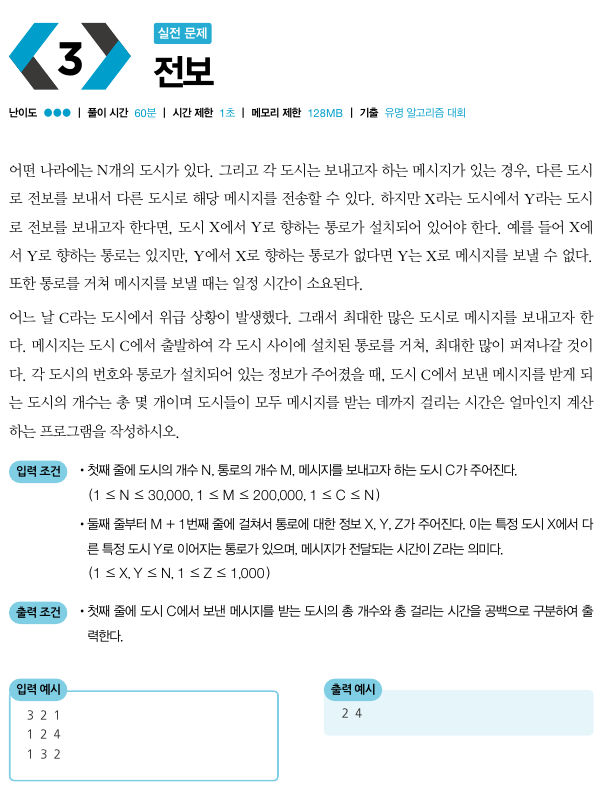 3
실전 문제
전보
난이도 ●●● | 풀이 시간 60분 | 시간 제한 1초 | 메모리 제한 128MB | 기출 유명 알고리즘 대회
어떤 나라에는 N개의 도시가 있다. 그리고 각 도시는 보내고자 하는 메시지가 있는 경우, 다른 도시
로 전보를 보내서 다른 도시로 해당 메시지를 전송할 수 있다. 하지만 X라는 도시에서 Y라는 도시
로 전보를 보내고자 한다면, 도시 X에서 Y로 향하는 통로가 설치되어 있어야 한다. 예를 들어 X에
서 Y로 향하는 통로는 있지만, Y에서 X로 향하는 통로가 없다면 Y는 X로 메시지를 보낼 수 없다.
또한 통로를 거쳐 메시지를 보낼 때는 일정 시간이 소요된다.
어느 날 C라는 도시에서 위급 상황이 발생했다. 그래서 최대한 많은 도시로 메시지를 보내고자 한
다. 메시지는 도시 C에서 출발하여 각 도시 사이에 설치된 통로를 거쳐, 최대한 많이 퍼져나갈 것이
다. 각 도시의 번호와 통로가 설치되어 있는 정보가 주어졌을 때, 도시 C에서 보낸 메시지를 받게 되
는 도시의 개수는 총 몇 개이며 도시들이 모두 메시지를 받는 데까지 걸리는 시간은 얼마인지 계산
하는 프로그램을 작성하시오.
입력 조건
• 첫째 줄에 도시의 개수 N, 통로의 개수 M, 메시지를 보내고자 하는 도시 C가 주어진다.
(1 ≤ N ≤ 30,000, 1 ≤ M ≤ 200,000, 1 ≤ C ≤ N)
• 둘째 줄부터 M + 1번째 줄에 걸쳐서 통로에 대한 정보 X, Y, Z가 주어진다. 이는 특정 도시 X에서 다
른 특정 도시 Y로 이어지는 통로가 있으며, 메시지가 전달되는 시간이 Z라는 의미다.
(1 ≤ X, Y ≤ N, 1 ≤ Z ≤ 1,000)
출력 조건
• 첫째 줄에 도시 C에서 보낸 메시지를 받는 도시의 총 개수와 총 걸리는 시간을 공백으로 구분하여 출
력한다.
입력 예시
3 2 1
1 2 4
1 3 2
출력 예시
2 4